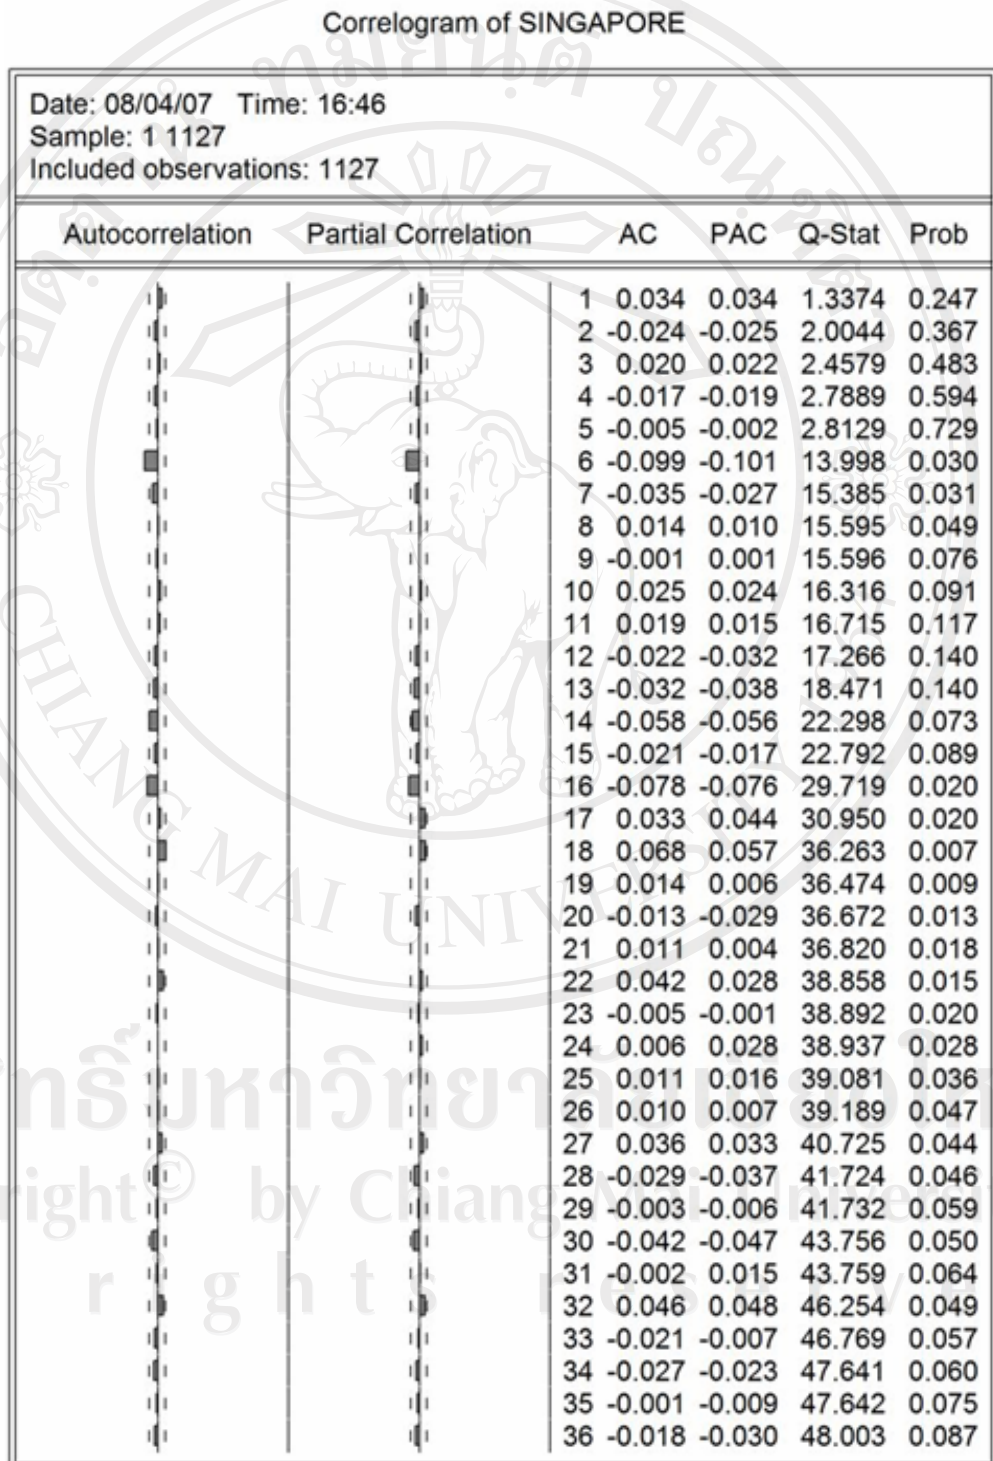 Correlogram of SINGAPORE
Date: 08/04/07 Time: 16:46
Sample: 1 1127
Included observations: 1127
Autocorrelation Partial Correlation AC PAC Q-Stat Prob
1 0.034 0.034 1.3374 0.247
2 -0.024 -0.025 2.0044 0.367
3 0.020 0.022 2.4579 0.483
4 -0.017 -0.019 2.7889 0.594
5 -0.005 -0.002 2.8129 0.729
6 -0.099 -0.101 13.998 0.030
7 -0.035 -0.027 15.385 0.031
8 0.014 0.010 15.595 0.049
9 -0.001 0.001 15.596 0.076
10 0.025 0.024 16.316 0.091
11 0.019 0.015 16.715 0.117
12 -0.022 -0.032 17.266 0.140
13 -0.032 -0.038 18.471 0.140
14 -0.058 -0.056 22.298 0.073
15 -0.021 -0.017 22.792 0.089
16 -0.078 -0.076 29.719 0.020
17 0.033 0.044 30.950 0.020
18 0.068 0.057 36.263 0.007
19 0.014 0.006 36.474 0.009
20 -0.013 -0.029 36.672 0.013
21 0.011 0.004 36.820 0.018
22 0.042 0.028 38.858 0.015
23 -0.005 -0.001 38.892 0.020
24 0.006 0.028 38.937 0.028
25 0.011 0.016 39.081 0.036
26 0.010 0.007 39.189 0.047
27 0.036 0.033 40.725 0.044
28 -0.029 -0.037 41.724 0.046
29 -0.003 -0.006 41.732 0.059
30 -0.042 -0.047 43.756 0.050
31 -0.002 0.015 43.759 0.064
32 0.046 0.048 46.254 0.049
33 -0.021 -0.007 46.769 0.057
34 -0.027 -0.023 47.641 0.060
35 -0.001 -0.009 47.642 0.075
36 -0.018 -0.030 48.003 0.087
CHIANG MAI UNIVERSITY
right© by Chiang Mai Universi
rights reserve